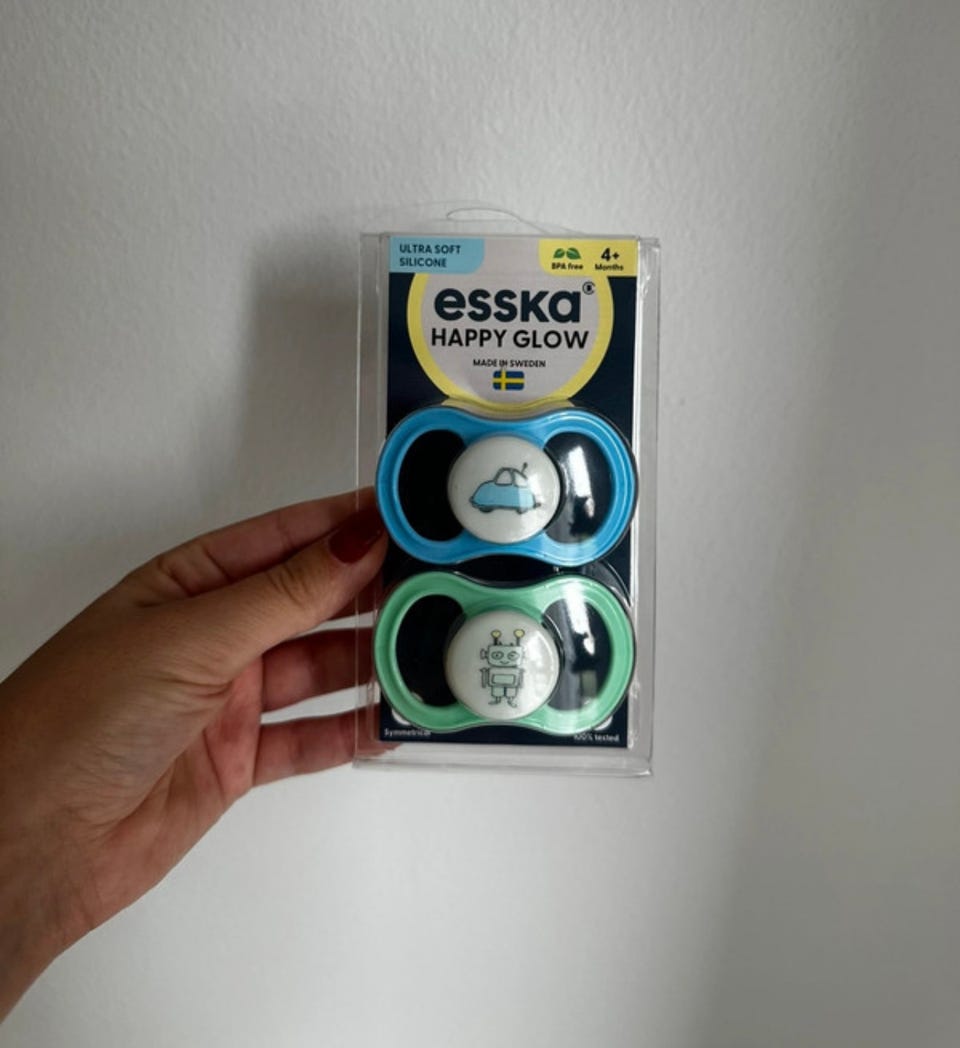 ULTRA SOFT
SILICONE
BPA free
4+
Months
esska®
HAPPY GLOW
MADE IN SWEDEN
Symmetrical
100% tested